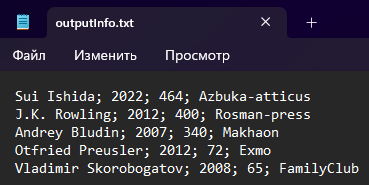 outputInfo.txt
Файл Изменить Просмотр
Sui Ishida; 2022; 464; Azbuka-atticus
J.K. Rowling; 2012; 400; Rosman-press
Andrey Bludin; 2007; 340; Makhaon
Otfried Preusler; 2012; 72; Exmo
Vladimir Skorobogatov; 2008; 65; FamilyClub